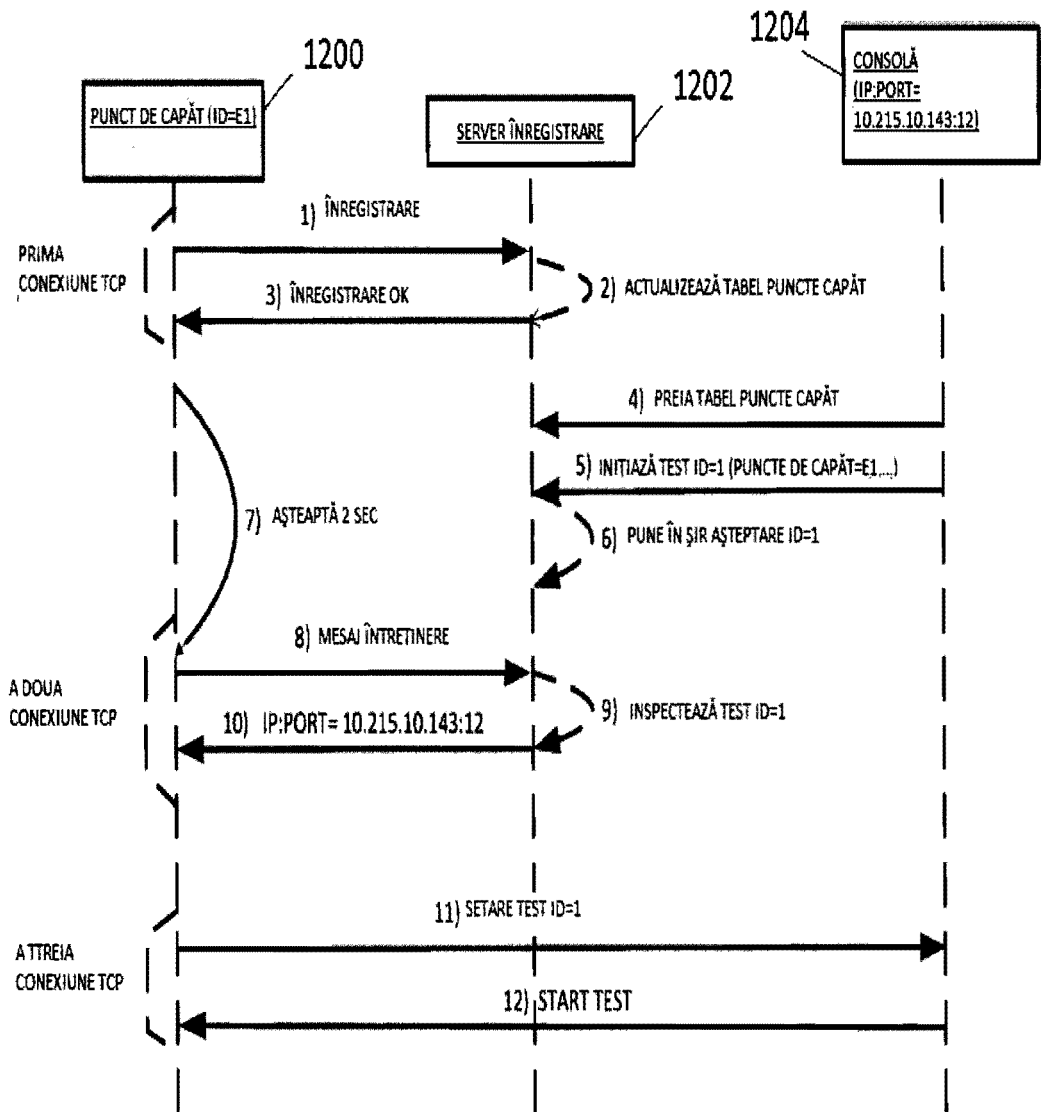 1200
1202
1204
PUNCT DE CAPĂT (ID=E1)
SERVER ÎNREGISTRARE
CONSOLĂ
(IP:PORT=
10.215.10.143:12)
PRIMA
CONEXIUNE TCP
1) ÎNREGISTRARE
2) ACTUALIZEAZĂ TABEL PUNCTE CAPĂT
3) ÎNREGISTRARE OK
4) PREIA TABEL PUNCTE CAPĂT
5) INIȚIAZĂ TEST ID=1 (PUNCTE DE CAPĂT=E1,...)
6) PUNE ÎN ŞIR AŞTEPTARE ID=1
7) AŞTEAPTĂ 2 SEC
A DOUA
CONEXIUNE TCP
8) MESAJ ÎNTREȚINERE
9) INSPECTEAZĂ TEST ID=1
10) IP:PORT= 10.215.10.143:12
A TTREIA
CONEXIUNE TCP
11) SETARE TEST ID=1
12) START TEST